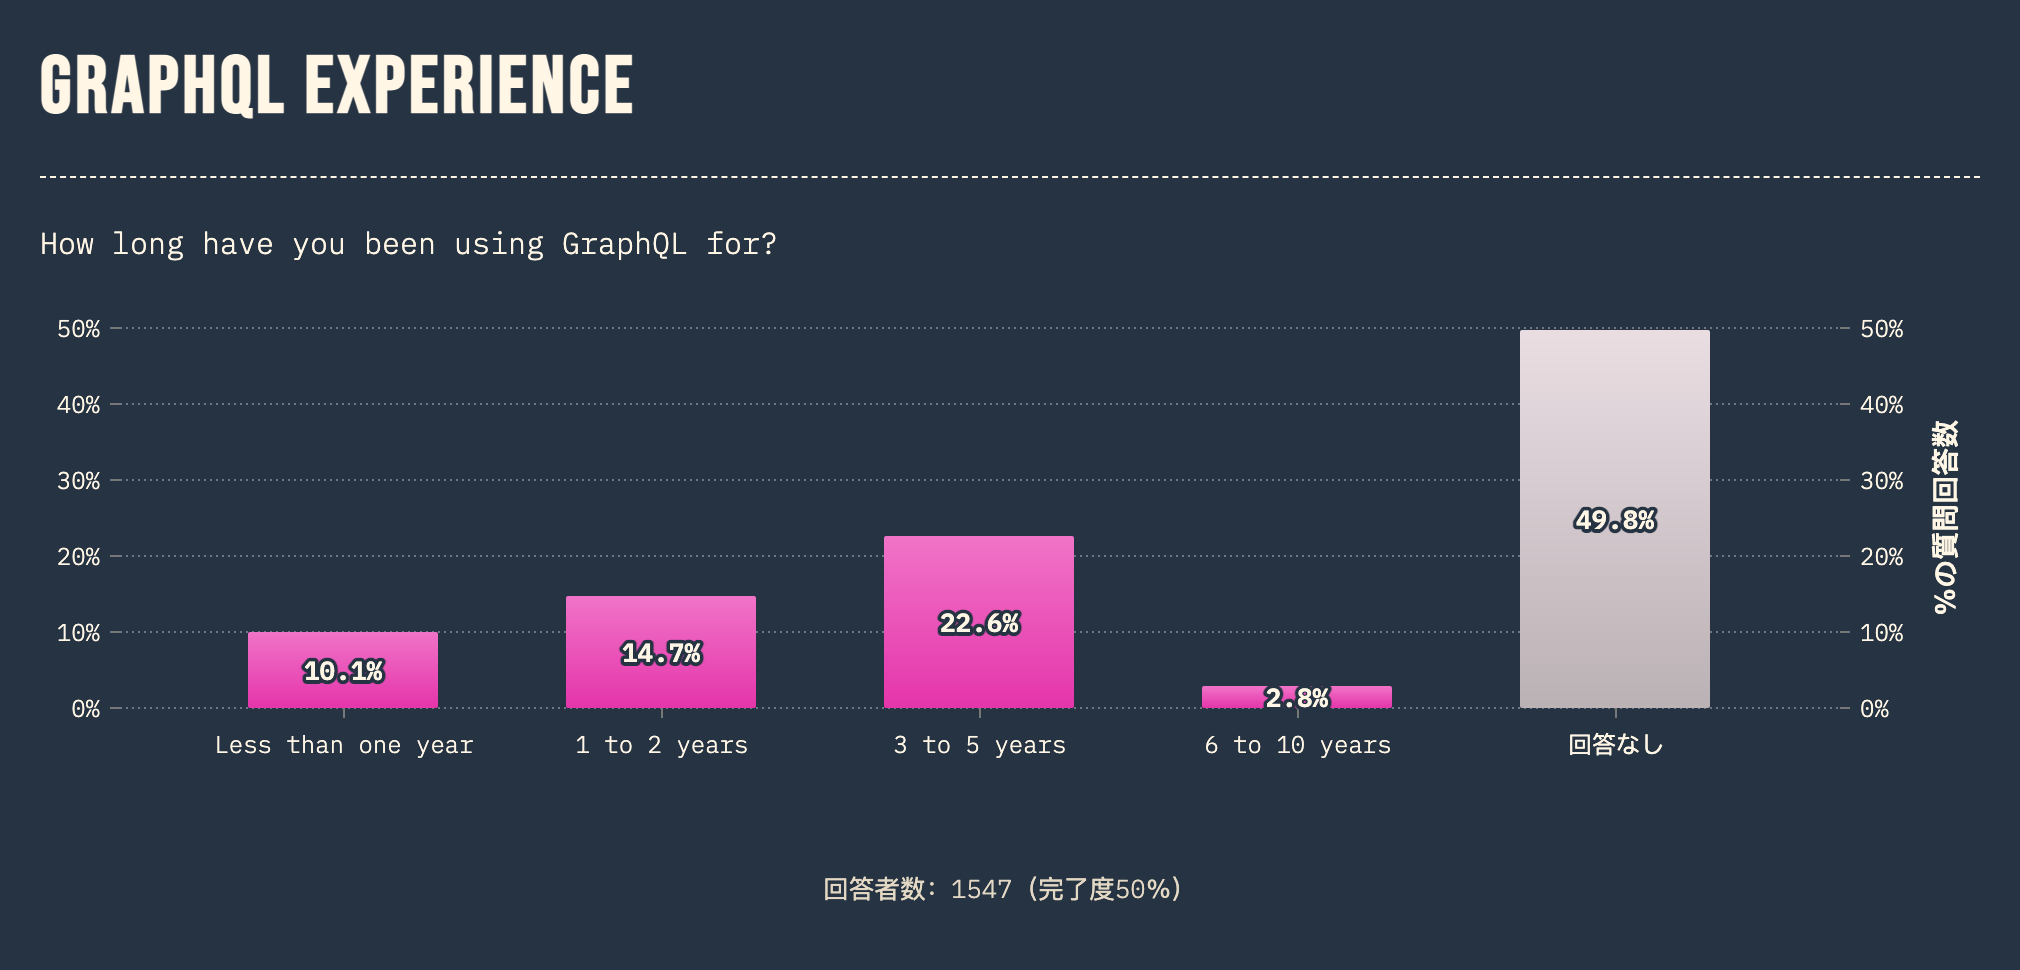 GRAPHQL EXPERIENCE
How long have you been using GraphQL for?
50%
40%
30%
20%
10%
0%
10.1%
14.7%
22.6%
2.8%
49.8%
Less than one year
1 to 2 years
3 to 5 years
6 to 10 years
回答なし
50%
40%
30%
20%
10%
0%
%の質問回答数
回答者数: 1547 (完了度50%)